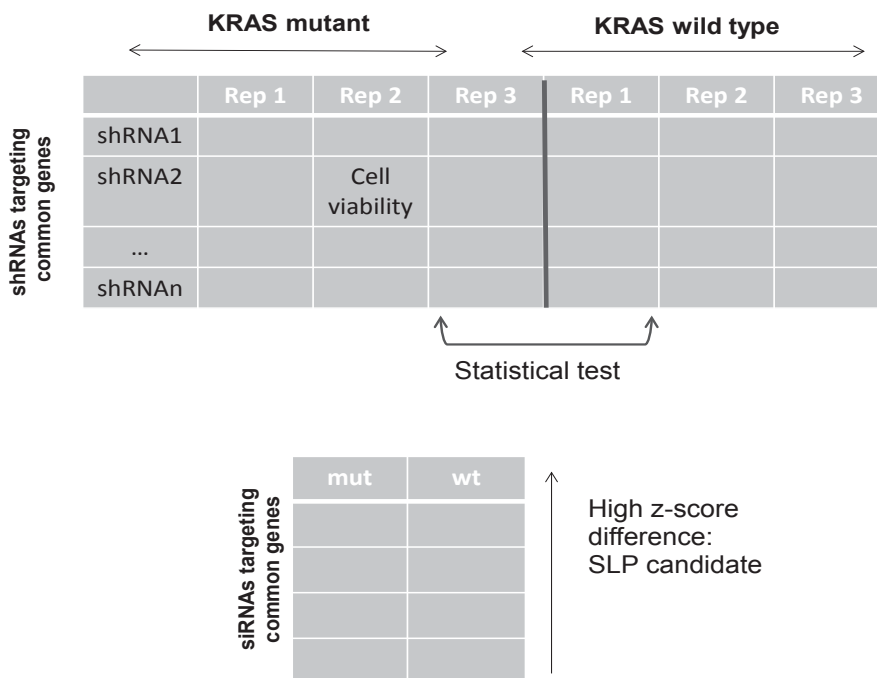 KRAS mutant KRAS wild type
Rep 1 Rep 2 Rep 3 Rep 1 Rep 2 Rep 3
shRNAs targeting
common genes
shRNA1
shRNA2 Cell
viability
...
shRNAn
Statistical test
siRNAs targeting
common genes
mut wt
High z-score
difference:
SLP candidate